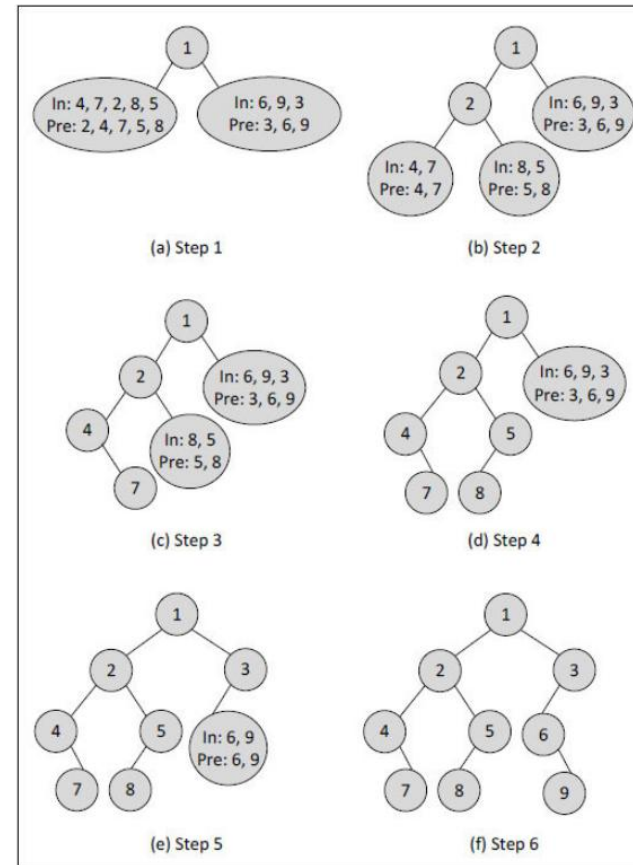 1
In: 4, 7, 2, 8, 5
Pre: 2, 4, 7, 5, 8
In: 6, 9, 3
Pre: 3, 6, 9
(a) Step 1
1
2
In: 6, 9, 3
Pre: 3, 6, 9
In: 4, 7
Pre: 4, 7
In: 8, 5
Pre: 5, 8
(b) Step 2
1
2
In: 6, 9, 3
Pre: 3, 6, 9
4
In: 8, 5
Pre: 5, 8
7
(c) Step 3
1
2
In: 6, 9, 3
Pre: 3, 6, 9
4
5
7
8
(d) Step 4
1
2
3
4
5
In: 6, 9
Pre: 6, 9
7
8
(e) Step 5
1
2
3
4
5
6
7
8
9
(f) Step 6